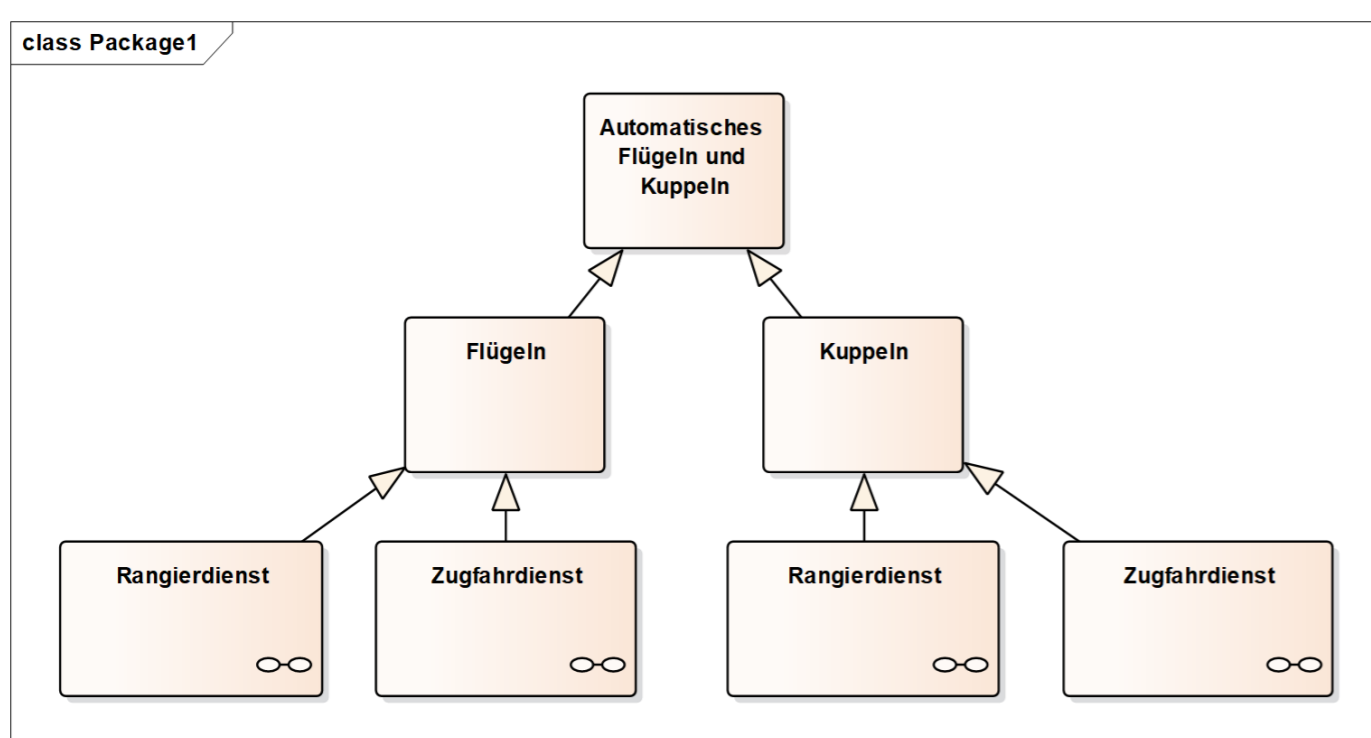 class Package1
Automatisches
Flügeln und
Kuppeln
Flügeln
Kuppeln
Rangierdienst
Zugfahrdienst
Rangierdienst
Zugfahrdienst